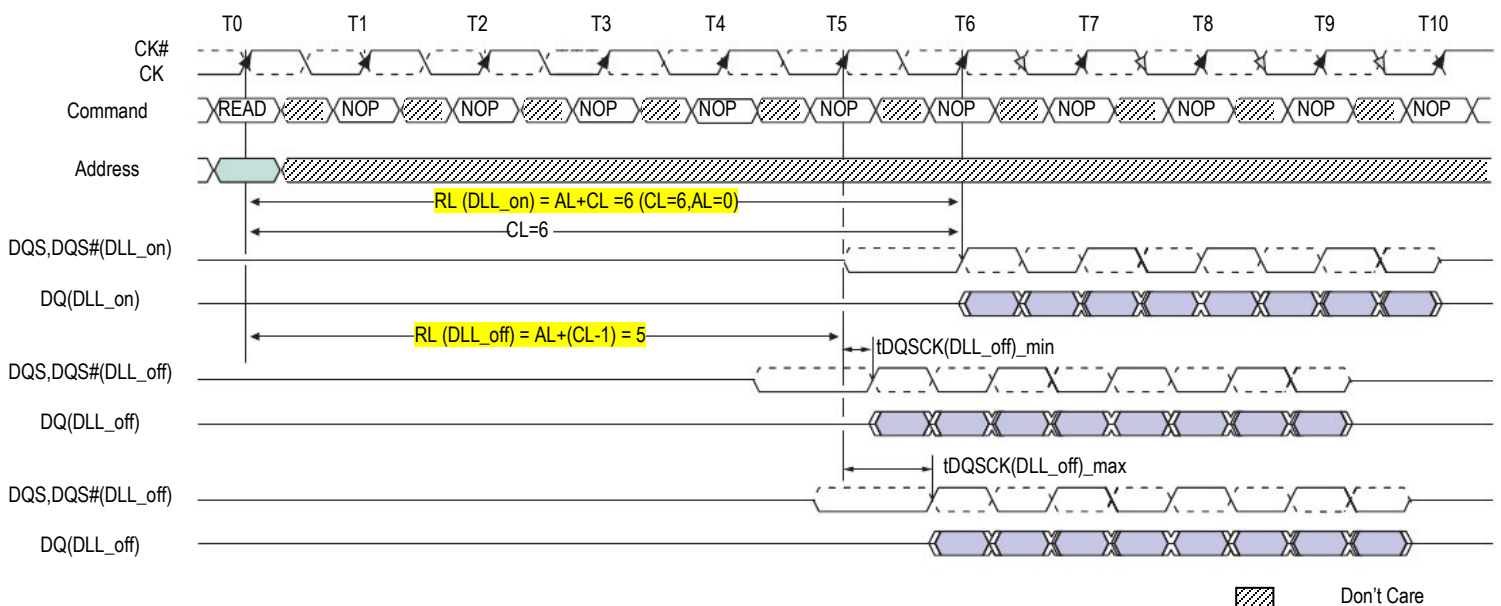 T0 T1 T2 T3 T4 T5 T6 T7 T8 T9 T10
CK#
CK
Command READ NOP NOP NOP NOP NOP NOP NOP NOP NOP NOP
Address
RL (DLL_on) = AL+CL =6 (CL=6,AL=0)
CL=6
DQS,DQS#(DLL_on)
DQ(DLL_on)
RL (DLL_off) = AL+(CL-1) = 5
tDQSCK(DLL_off)_min
DQS,DQS#(DLL_off)
DQ(DLL_off)
tDQSCK(DLL_off)_max
DQS,DQS#(DLL_off)
DQ(DLL_off)
Don't Care